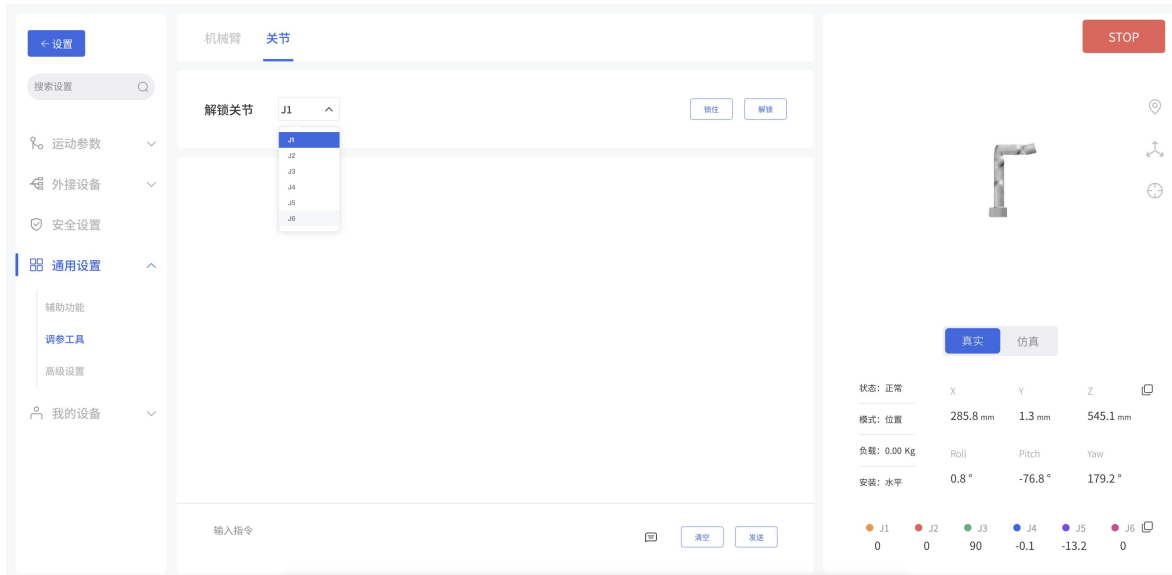 ← 设置
搜索设置
运动参数
外接设备
安全设置
通用设置
辅助功能
调参工具
高级设置
我的设备
机械臂 关节
解锁关节 J1 锁住 解锁
J1
J2
J3
J4
J5
J6
输入指令 清空 发送
STOP
真实 仿真
状态：正常 X Y Z
模式：位置 285.8 mm 1.3 mm 545.1 mm
负载：0.00 Kg Roll Pitch Yaw
安装：水平 0.8 ° -76.8 ° 179.2 °
J1 J2 J3 J4 J5 J6
0 0 90 -0.1 -13.2 0